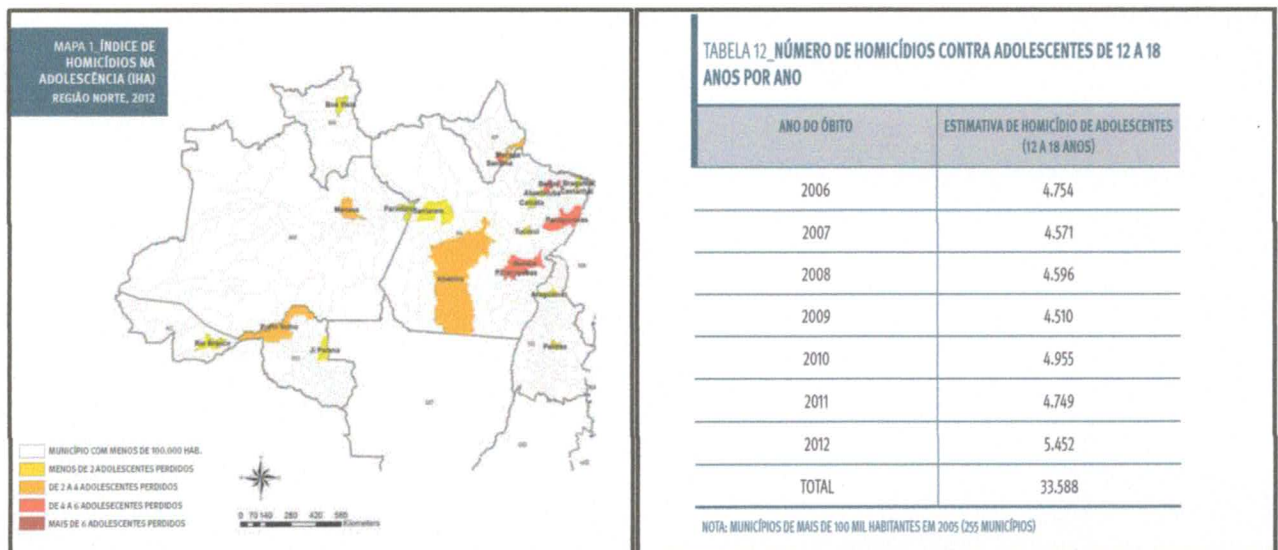 MAPA 1_ÍNDICE DE
HOMICÍDIOS NA
ADOLESCÊNCIA (IHA)
REGIÃO NORTE, 2012
Boa Vista
Manaus
Santarém
Altamira
Porto Velho
Rio Branco
Ji Paraná
Palmas
MT
MUNICÍPIO COM MENOS DE 100.000 HAB.
MENOS DE 2 ADOLESCENTES PERDIDOS
DE 2 A 4 ADOLESCENTES PERDIDOS
DE 4 A 6 ADOLESECENTES PERDIDOS
MAIS DE 6 ADOLESCENTES PERDIDOS
0 70 140 280 420 560
Kilometers
TABELA 12_NÚMERO DE HOMICÍDIOS CONTRA ADOLESCENTES DE 12 A 18
ANOS POR ANO
ANO DO ÓBITO ESTIMATIVA DE HOMICÍDIO DE ADOLESCENTES
(12 A 18 ANOS)
2006 4.754
2007 4.571
2008 4.596
2009 4.510
2010 4.955
2011 4.749
2012 5.452
TOTAL 33.588
NOTA: MUNICÍPIOS DE MAIS DE 100 MIL HABITANTES EM 2005 (255 MUNICÍPIOS)